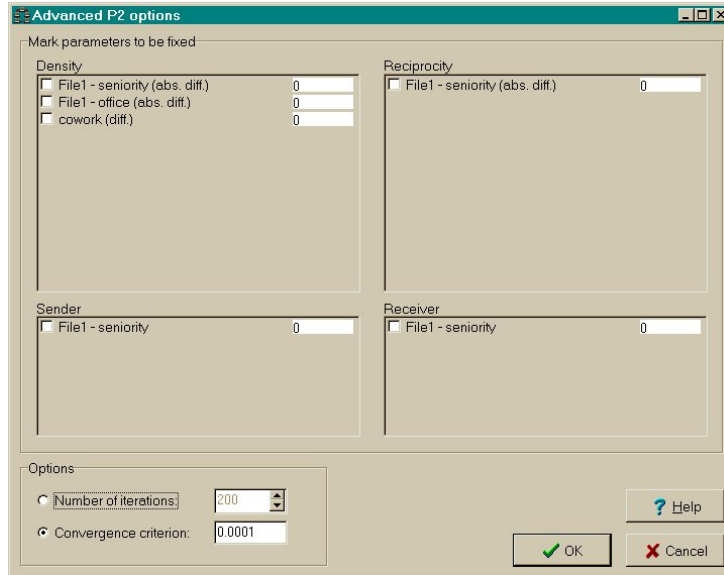 Advanced P2 options
Mark parameters to be fixed
Density
File1 - seniority (abs. diff.) 0
File1 - office (abs. diff.) 0
cowork (diff.) 0
Reciprocity
File1 - seniority (abs. diff.) 0
Sender
File1 - seniority 0
Receiver
File1 - seniority 0
Options
Number of iterations: 200
Convergence criterion: 0.0001
? Help
OK
Cancel